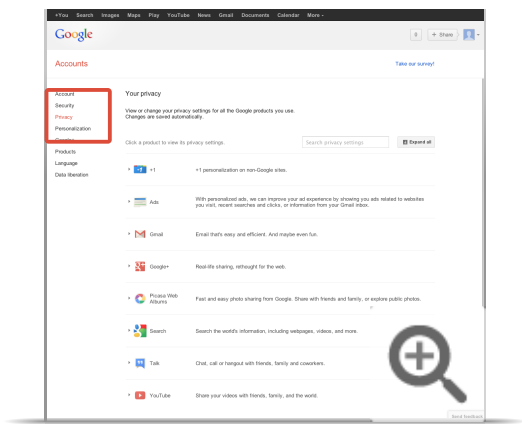 +You Search Images Maps Play YouTube News Gmail Documents Calendar More
Google
0 + Share
Accounts
Take our survey!
Account
Security
Privacy
Personalization
Products
Language
Data liberation
Your privacy
View or change your privacy settings for all the Google products you use.
Changes are saved automatically.
Click a product to view its privacy settings.
Search privacy settings
Expand all
+1 +1 personalization on non-Google sites.
Ads With personalized ads, we can improve your ad experience by showing you ads related to websites
you visit, recent searches and clicks, or information from your Gmail inbox.
Gmail Email that's easy and efficient. And maybe even fun.
Google+ Real-life sharing, rethought for the web.
Picasa Web
Albums Fast and easy photo sharing from Google. Share with friends and family, or explore public photos.
Search Search the world's information, including webpages, videos, and more.
Talk Chat, call or hangout with friends, family and coworkers.
YouTube Share your videos with friends, family, and the world.
Send feedback